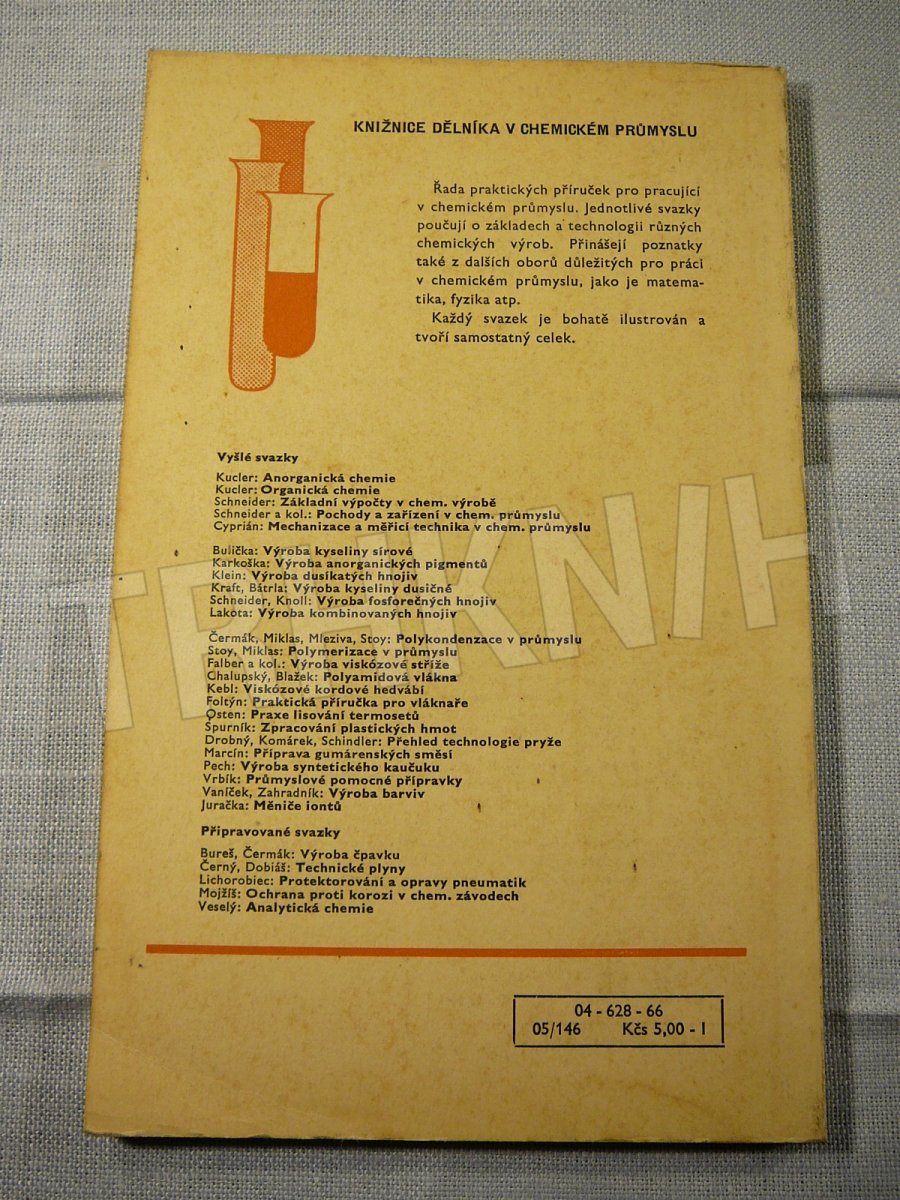 KNIŽNICE DĚLNÍKA V CHEMICKÉM PRŮMYSLU
Řada praktických příruček pro pracující
v chemickém průmyslu. Jednotlivé svazky
poučují o základech a technologii různých
chemických výrob. Přinášejí poznatky
také z dalších oborů důležitých pro práci
v chemickém průmyslu, jako je matema-
tika, fyzika atp.
Každý svazek je bohatě ilustrován a
tvoří samostatný celek.
Vyšlé svazky
Kucler: Anorganická chemie
Kucler: Organická chemie
Schneider: Základní výpočty v chem. výrobě
Schneider a kol.: Pochody a zařízení v chem. průmyslu
Cyprián: Mechanizace a měřicí technika v chem. průmyslu
Bulička: Výroba kyseliny sírové
Karkoška: Výroba anorganických pigmentů
Klein: Výroba dusíkatých hnojiv
Kraft, Bátrla: Výroba kyseliny dusičné
Schneider, Knoll: Výroba fosforečných hnojiv
Lakota: Výroba kombinovaných hnojiv
Čermák, Miklas, Mleziva, Stoy: Polykondenzace v průmyslu
Stoy, Miklas: Polymerizace v průmyslu
Falber a kol.: Výroba viskózové stříže
Chalupský, Blažek: Polyamidová vlákna
Kebl: Viskózové kordové hedvábí
Foltýn: Praktická příručka pro vláknaře
Osten: Praxe lisování termosetů
Špurník: Zpracování plastických hmot
Drobný, Komárek, Schindler: Přehled technologie pryže
Marcín: Příprava gumárenských směsí
Pech: Výroba syntetického kaučuku
Vrbík: Průmyslové pomocné přípravky
Vaníček, Zahradník: Výroba barviv
Juračka: Měniče iontů
Připravované svazky
Bureš, Čermák: Výroba čpavku
Černý, Dobiáš: Technické plyny
Lichorobiec: Protektorování a opravy pneumatik
Mojžíš: Ochrana proti korozi v chem. závodech
Veselý: Analytická chemie
04 - 628 - 66
05/146 Kčs 5,00 - I